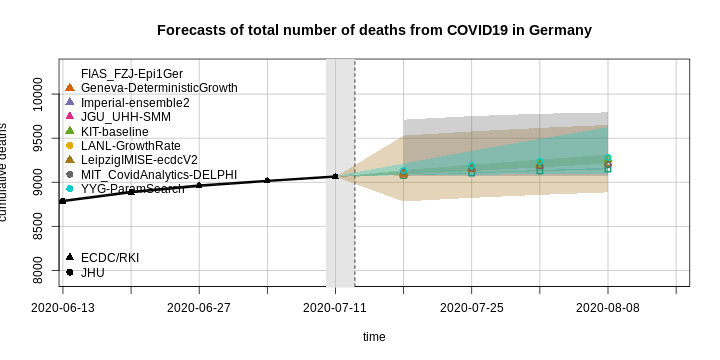 Forecasts of total number of deaths from COVID19 in Germany
cumulative deaths
10000
9500
9000
8500
8000
FIAS_FZJ-Epi1Ger
Geneva-DeterministicGrowth
Imperial-ensemble2
JGU_UHH-SMM
KIT-baseline
LANL-GrowthRate
LeipzigIMISE-ecdcV2
MIT_CovidAnalytics-DELPHI
YYG-ParamSearch
ECDC/RKI
JHU
2020-06-13 2020-06-27 2020-07-11 2020-07-25 2020-08-08
time